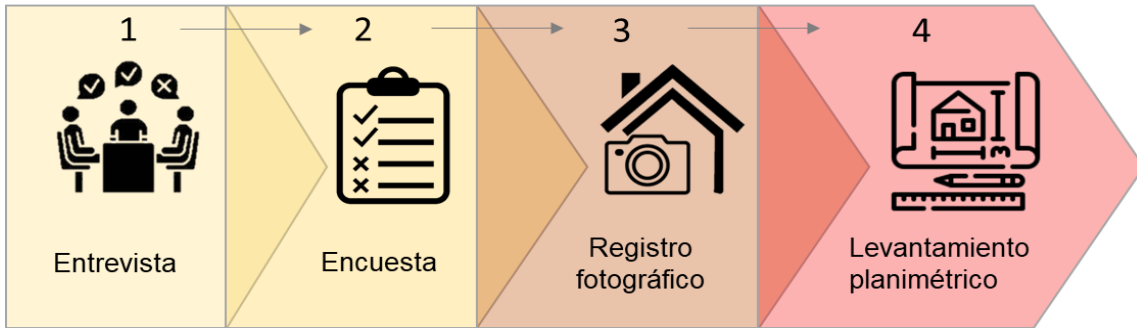 1
2
3
4
Entrevista
Encuesta
Registro
fotográfico
Levantamiento
planimétrico